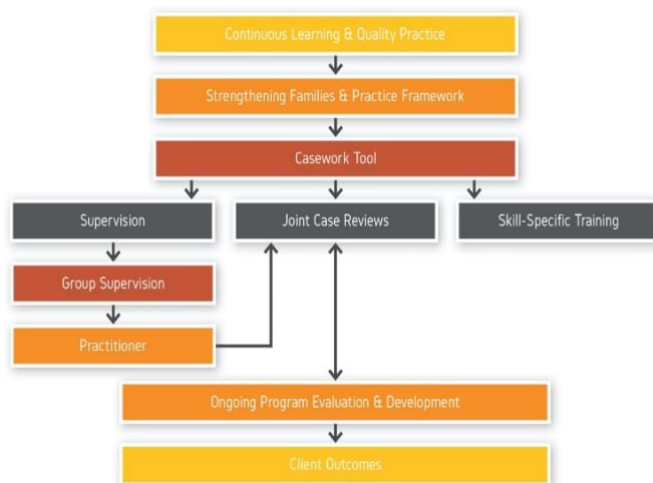 Continuous Learning & Quality Practice
Strengthening Families & Practice Framework
Casework Tool
Supervision
Joint Case Reviews
Skill-Specific Training
Group Supervision
Practitioner
Ongoing Program Evaluation & Development
Client Outcomes